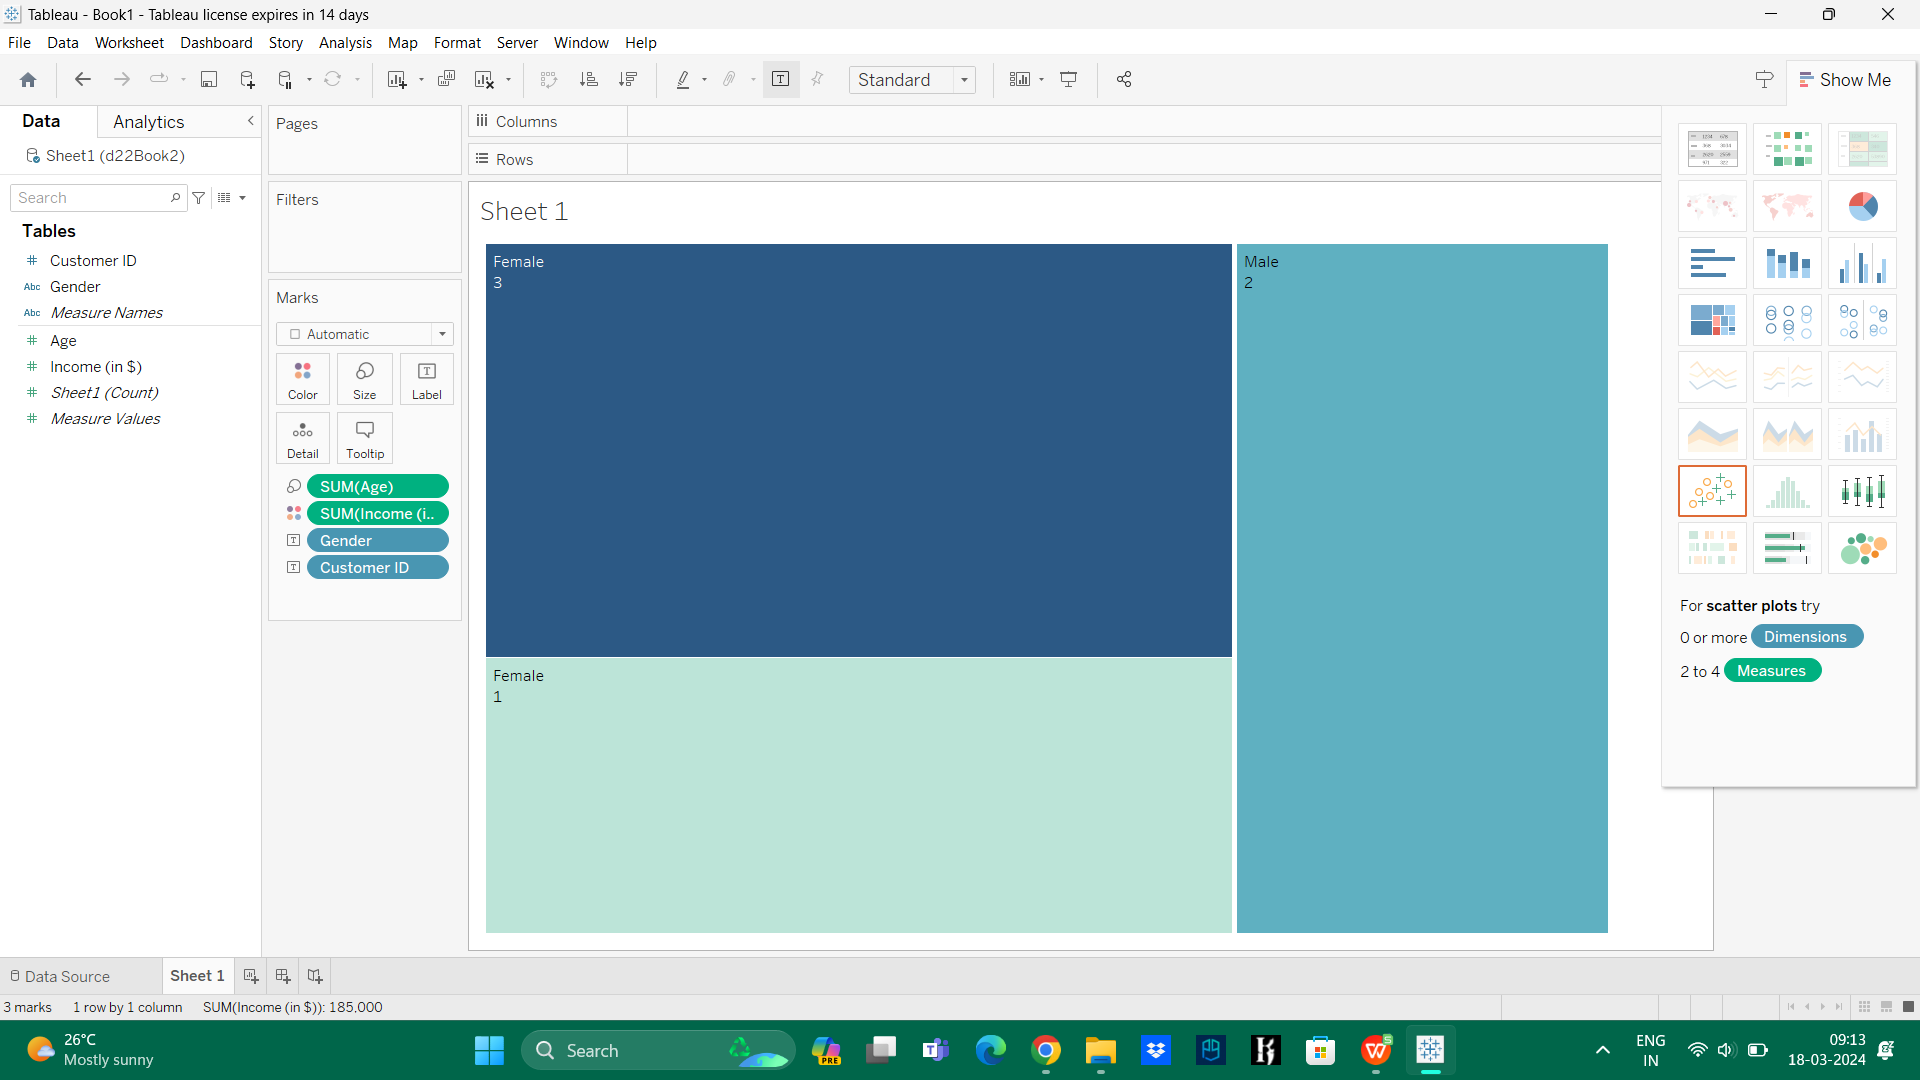 Tableau - Book1 - Tableau license expires in 14 days
File Data Worksheet Dashboard Story Analysis Map Format Server Window Help
Standard
Show Me
Data Analytics
Sheet1 (d22Book2)
Search
Tables
Customer ID
Abc Gender
Abc Measure Names
Age
Income (in $)
Sheet1 (Count)
Measure Values
Pages
Filters
Marks
Automatic
Color Size Label
Detail Tooltip
SUM(Age)
SUM(Income (i..
Gender
Customer ID
Columns
Rows
Sheet 1
Female
3
Male
2
Female
1
For scatter plots try
0 or more Dimensions
2 to 4 Measures
Data Source Sheet 1
3 marks 1 row by 1 column SUM(Income (in $)): 185,000
26°C
Mostly sunny
Search
PRE
ENG
IN
09:13
18-03-2024